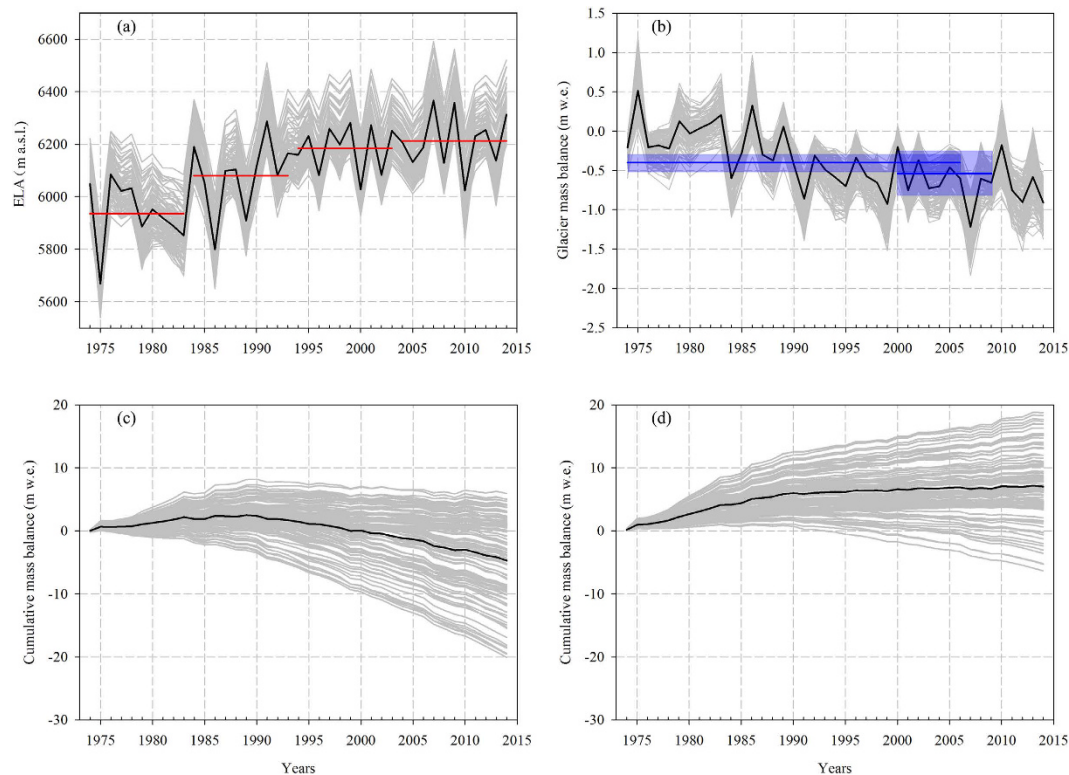 (a)
ELA (m a.s.l.)
6600
6400
6200
6000
5800
5600
1975 1980 1985 1990 1995 2000 2005 2010 2015
(b)
Glacier mass balance (m w.e.)
1.5
1.0
0.5
0.0
-0.5
-1.0
-1.5
-2.0
-2.5
1975 1980 1985 1990 1995 2000 2005 2010 2015
(c)
Cumulative mass balance (m w.e.)
20
10
0
-10
-20
-30
1975 1980 1985 1990 1995 2000 2005 2010 2015
Years
(d)
Cumulative mass balance (m w.e.)
20
10
0
-10
-20
-30
1975 1980 1985 1990 1995 2000 2005 2010 2015
Years